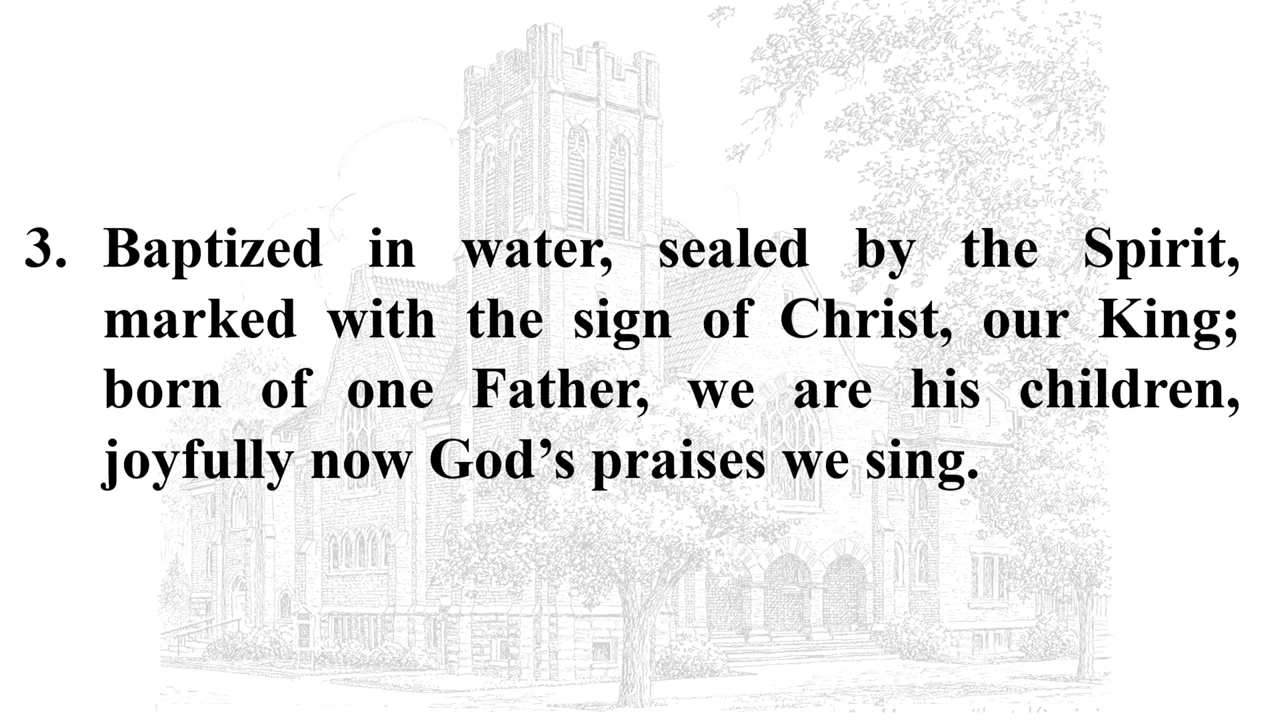 3. Baptized in water, sealed by the Spirit,
marked with the sign of Christ, our King;
born of one Father, we are his children,
joyfully now God’s praises we sing.